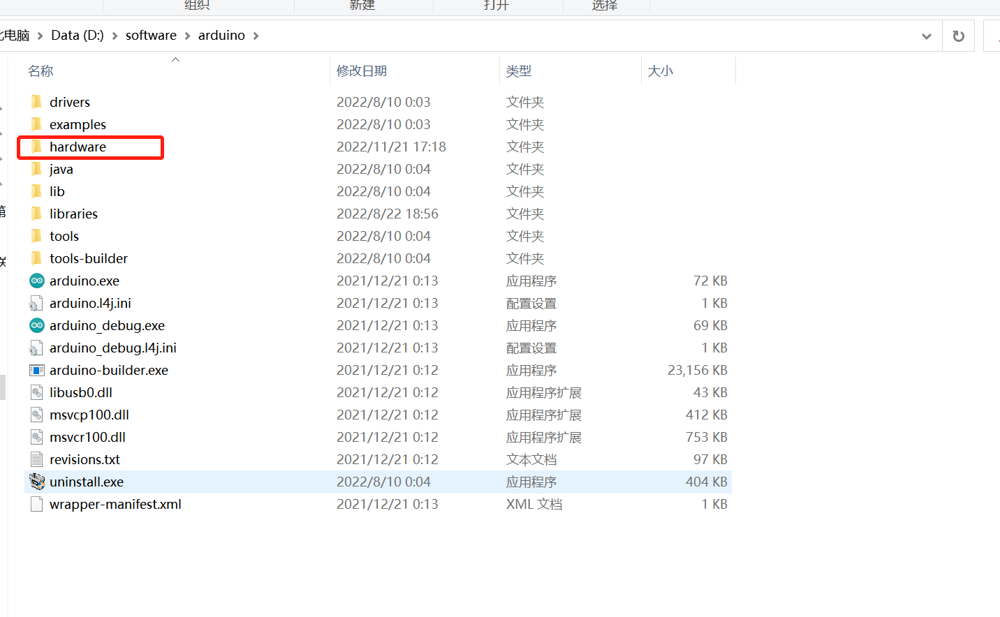 组织 新建 打开 选择
电脑 > Data (D:) > software > arduino >
名称 修改日期 类型 大小
drivers 2022/8/10 0:03 文件夹
examples 2022/8/10 0:03 文件夹
hardware 2022/11/21 17:18 文件夹
java 2022/8/10 0:04 文件夹
lib 2022/8/10 0:04 文件夹
libraries 2022/8/22 18:56 文件夹
tools 2022/8/10 0:04 文件夹
tools-builder 2022/8/10 0:04 文件夹
arduino.exe 2021/12/21 0:13 应用程序 72 KB
arduino.l4j.ini 2021/12/21 0:13 配置设置 1 KB
arduino_debug.exe 2021/12/21 0:13 应用程序 69 KB
arduino_debug.l4j.ini 2021/12/21 0:13 配置设置 1 KB
arduino-builder.exe 2021/12/21 0:12 应用程序 23,156 KB
libusb0.dll 2021/12/21 0:12 应用程序扩展 43 KB
msvcp100.dll 2021/12/21 0:12 应用程序扩展 412 KB
msvcr100.dll 2021/12/21 0:12 应用程序扩展 753 KB
revisions.txt 2021/12/21 0:12 文本文档 97 KB
uninstall.exe 2022/8/10 0:04 应用程序 404 KB
wrapper-manifest.xml 2021/12/21 0:13 XML 文档 1 KB